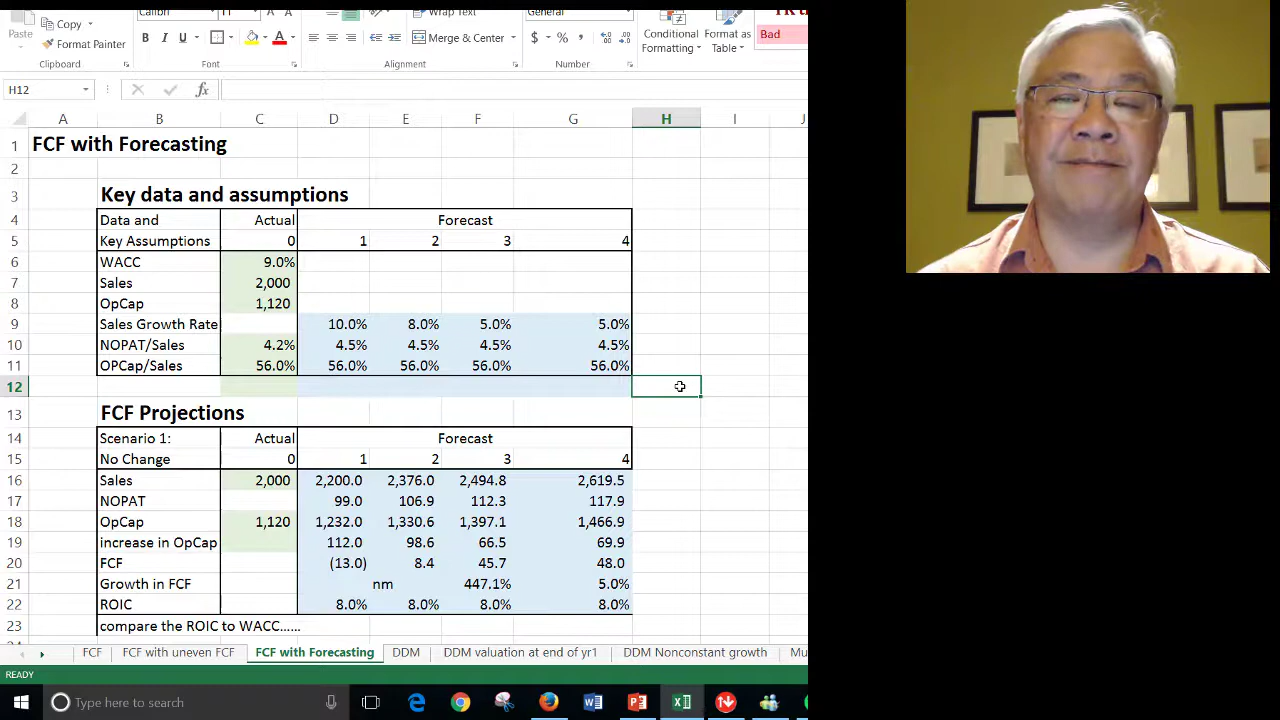 Calibri 11 Wrap Text General
Paste Copy Format Painter B I U Merge & Center $ % , Conditional Formatting Format as Table Bad
Clipboard Font Alignment Number
H12 fx
A B C D E F G H I J
1 FCF with Forecasting
2
3 Key data and assumptions
4 Data and Actual Forecast
5 Key Assumptions 0 1 2 3 4
6 WACC 9.0%
7 Sales 2,000
8 OpCap 1,120
9 Sales Growth Rate 10.0% 8.0% 5.0% 5.0%
10 NOPAT/Sales 4.2% 4.5% 4.5% 4.5% 4.5%
11 OPCap/Sales 56.0% 56.0% 56.0% 56.0% 56.0%
12
13 FCF Projections
14 Scenario 1: Actual Forecast
15 No Change 0 1 2 3 4
16 Sales 2,000 2,200.0 2,376.0 2,494.8 2,619.5
17 NOPAT 99.0 106.9 112.3 117.9
18 OpCap 1,120 1,232.0 1,330.6 1,397.1 1,466.9
19 increase in OpCap 112.0 98.6 66.5 69.9
20 FCF (13.0) 8.4 45.7 48.0
21 Growth in FCF nm 447.1% 5.0%
22 ROIC 8.0% 8.0% 8.0% 8.0%
23 compare the ROIC to WACC......
FCF FCF with uneven FCF FCF with Forecasting DDM DDM valuation at end of yr1 DDM Nonconstant growth Mu
READY
Type here to search